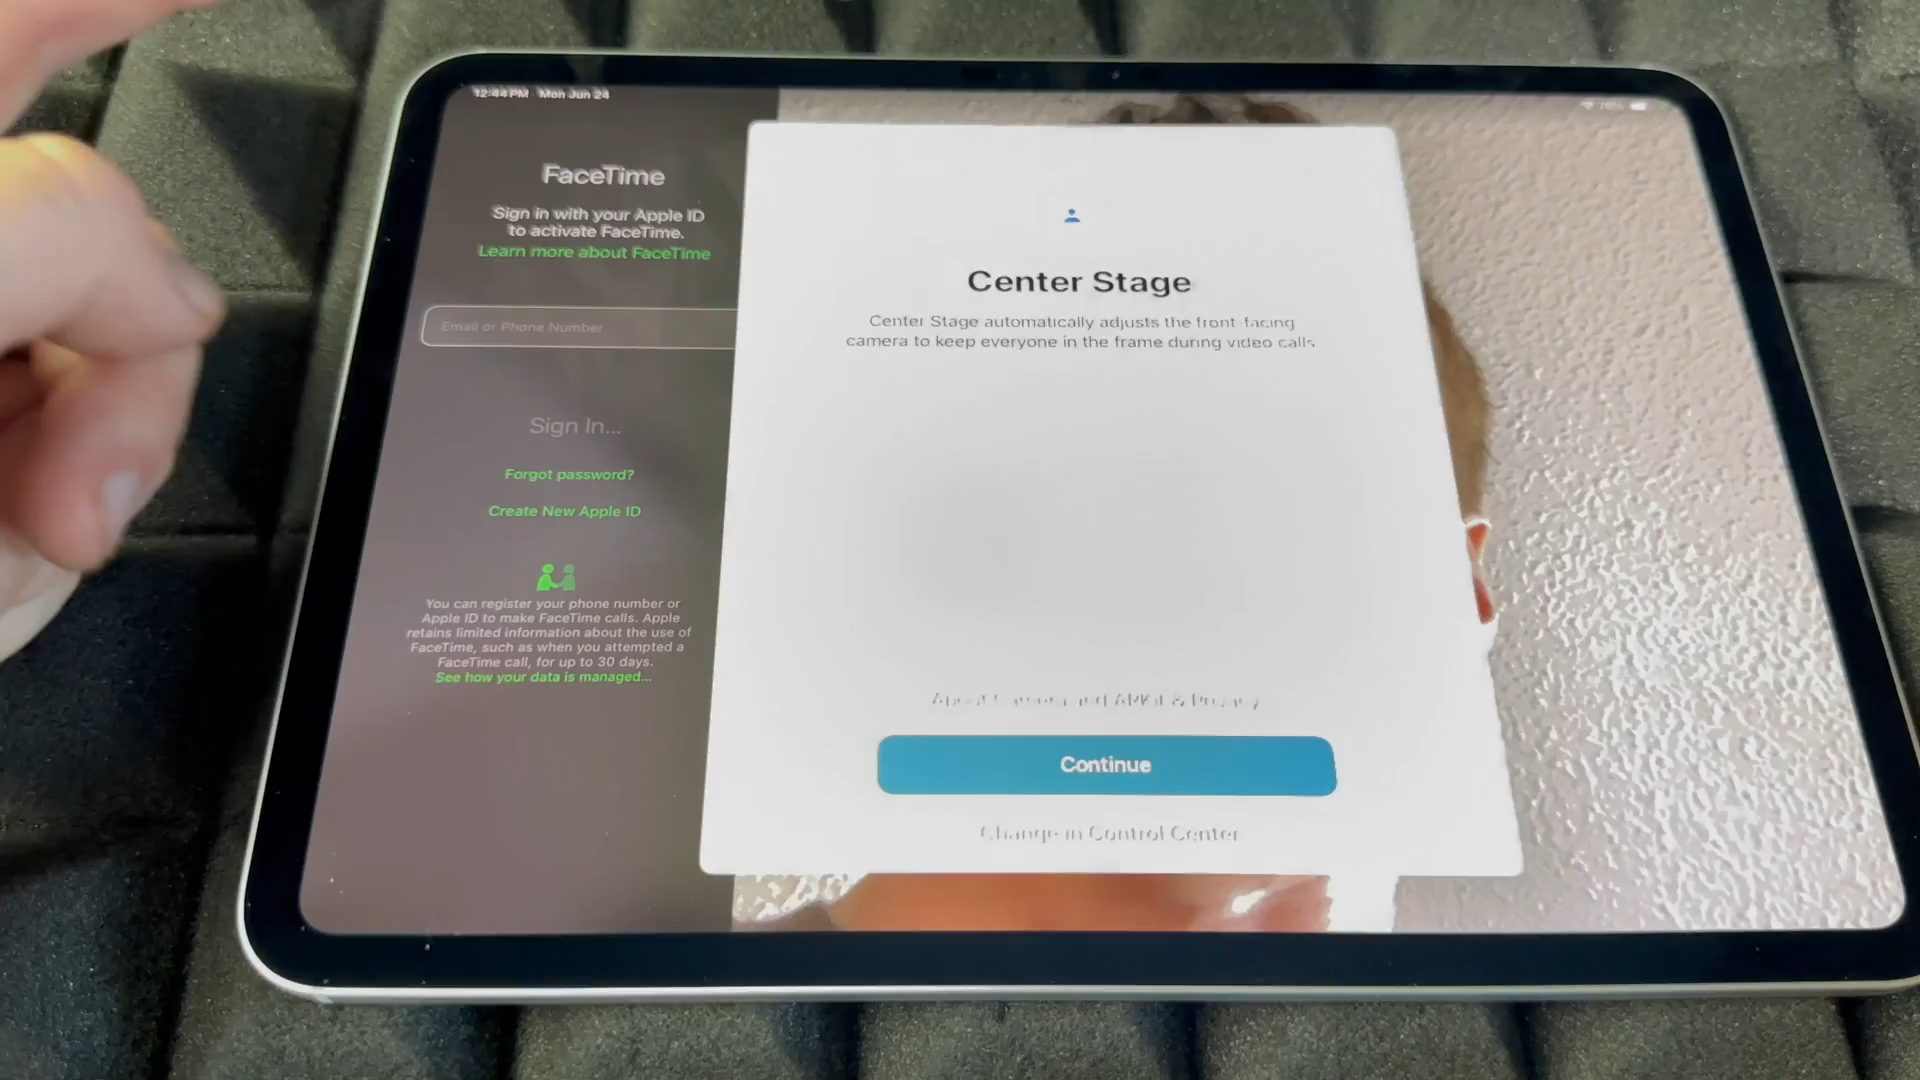 12:44 PM Mon Jun 24
FaceTime
Sign in with your Apple ID
to activate FaceTime.
Learn more about FaceTime
Email or Phone Number
Sign In...
Forgot password?
Create New Apple ID
You can register your phone number or
Apple ID to make FaceTime calls. Apple
retains limited information about the use of
FaceTime, such as when you attempted a
FaceTime call, for up to 30 days.
See how your data is managed...
Center Stage
Center Stage automatically adjusts the front-facing
camera to keep everyone in the frame during video calls
About Camera and ARKit & Privacy
Continue
Change in Control Center